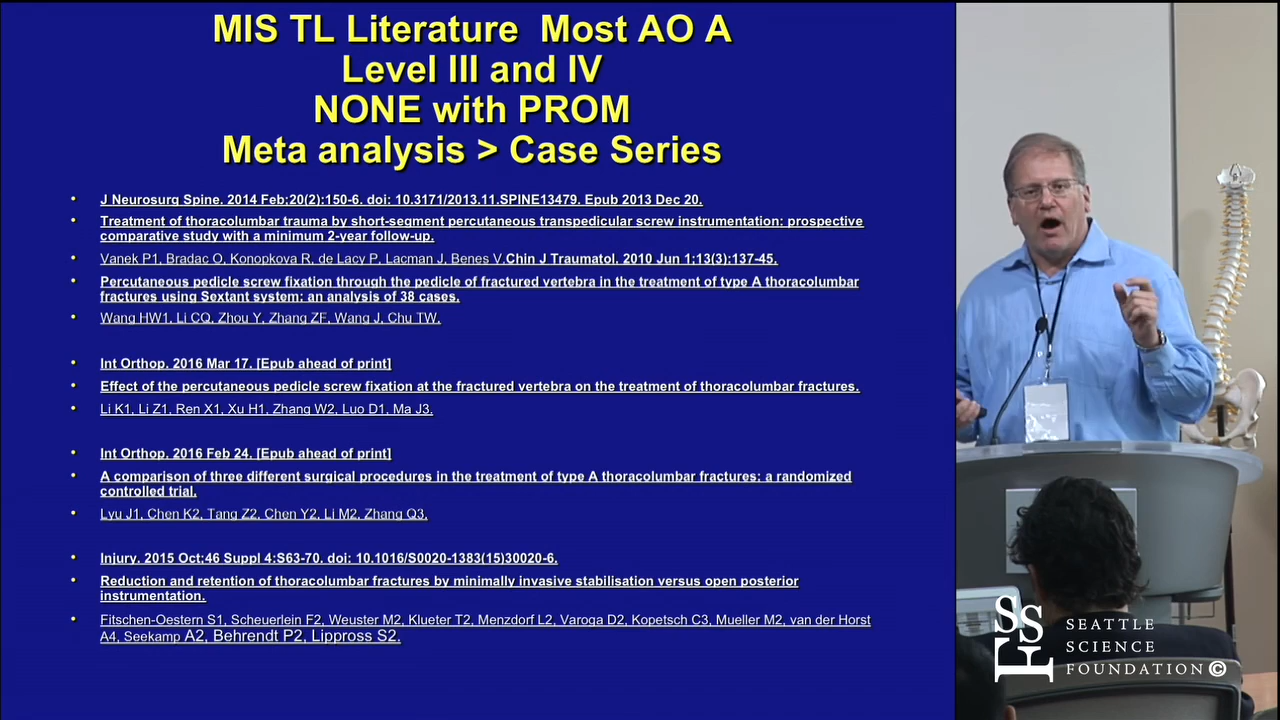 MIS TL Literature Most AO A
Level III and IV
NONE with PROM
Meta analysis > Case Series
• J Neurosurg Spine. 2014 Feb;20(2):150-6. doi: 10.3171/2013.11.SPINE13479. Epub 2013 Dec 20.
• Treatment of thoracolumbar trauma by short-segment percutaneous transpedicular screw instrumentation: prospective
comparative study with a minimum 2-year follow-up.
• Vanek P1, Bradac O, Konopkova R, de Lacy P, Lacman J, Benes V.Chin J Traumatol. 2010 Jun 1;13(3):137-45.
• Percutaneous pedicle screw fixation through the pedicle of fractured vertebra in the treatment of type A thoracolumbar
fractures using Sextant system: an analysis of 38 cases.
• Wang HW1, Li CQ, Zhou Y, Zhang ZF, Wang J, Chu TW.
• Int Orthop. 2016 Mar 17. [Epub ahead of print]
• Effect of the percutaneous pedicle screw fixation at the fractured vertebra on the treatment of thoracolumbar fractures.
• Li K1, Li Z1, Ren X1, Xu H1, Zhang W2, Luo D1, Ma J3.
• Int Orthop. 2016 Feb 24. [Epub ahead of print]
• A comparison of three different surgical procedures in the treatment of type A thoracolumbar fractures: a randomized
controlled trial.
• Lyu J1, Chen K2, Tang Z2, Chen Y2, Li M2, Zhang Q3.
• Injury. 2015 Oct;46 Suppl 4:S63-70. doi: 10.1016/S0020-1383(15)30020-6.
• Reduction and retention of thoracolumbar fractures by minimally invasive stabilisation versus open posterior
instrumentation.
• Fitschen-Oestern S1, Scheuerlein F2, Weuster M2, Klueter T2, Menzdorf L2, Varoga D2, Kopetsch C3, Mueller M2, van der Horst
A4, Seekamp A2, Behrendt P2, Lippross S2.
SSF
SEATTLE
SCIENCE
FOUNDATION©